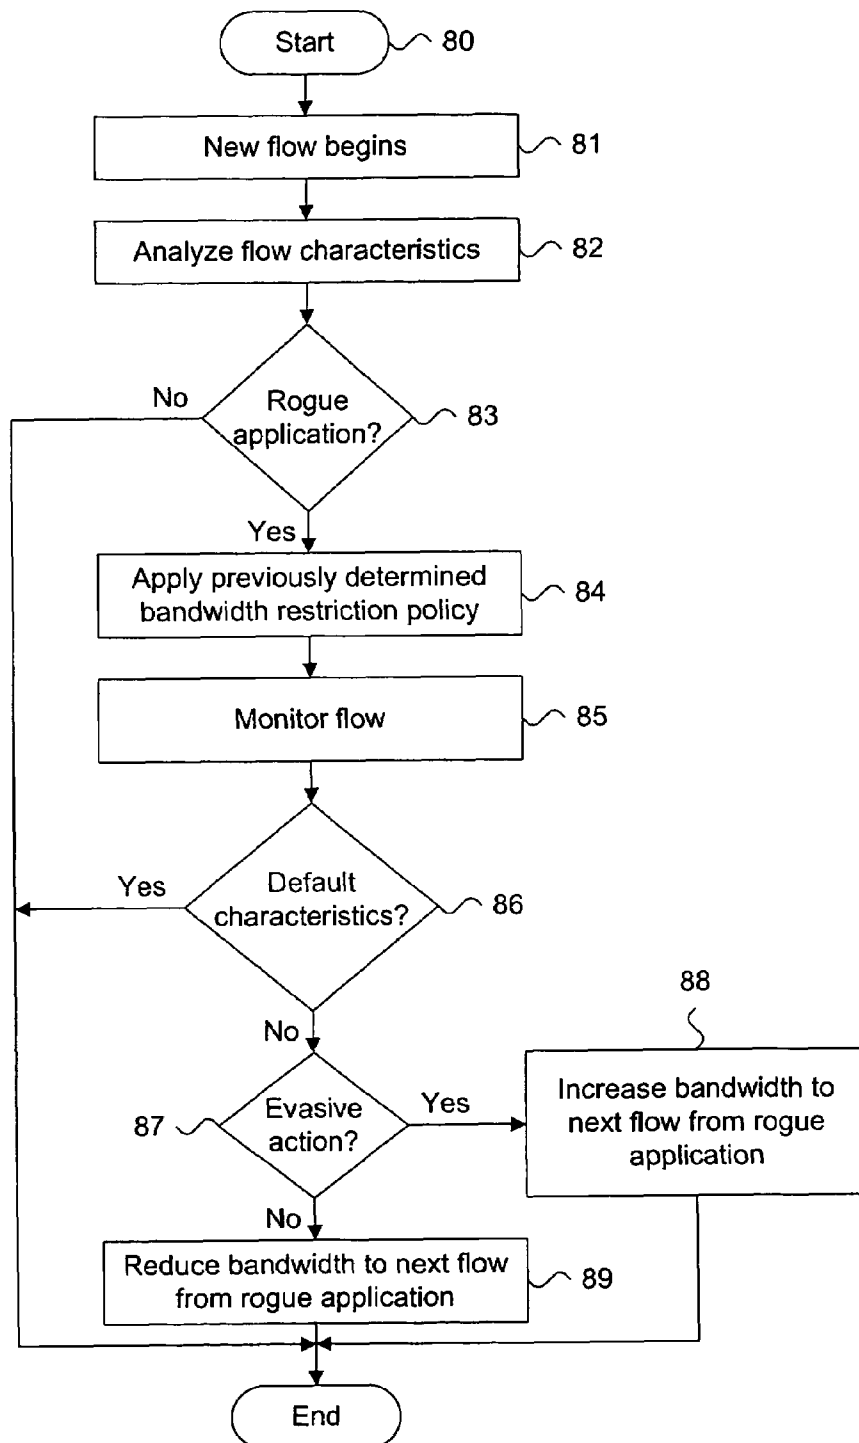 Start
80
New flow begins
81
Analyze flow characteristics
82
No
Rogue
application?
83
Yes
Apply previously determined
bandwidth restriction policy
84
Monitor flow
85
Yes
Default
characteristics?
86
No
88
87
Evasive
action?
Yes
Increase bandwidth to
next flow from rogue
application
No
Reduce bandwidth to next flow
from rogue application
89
End